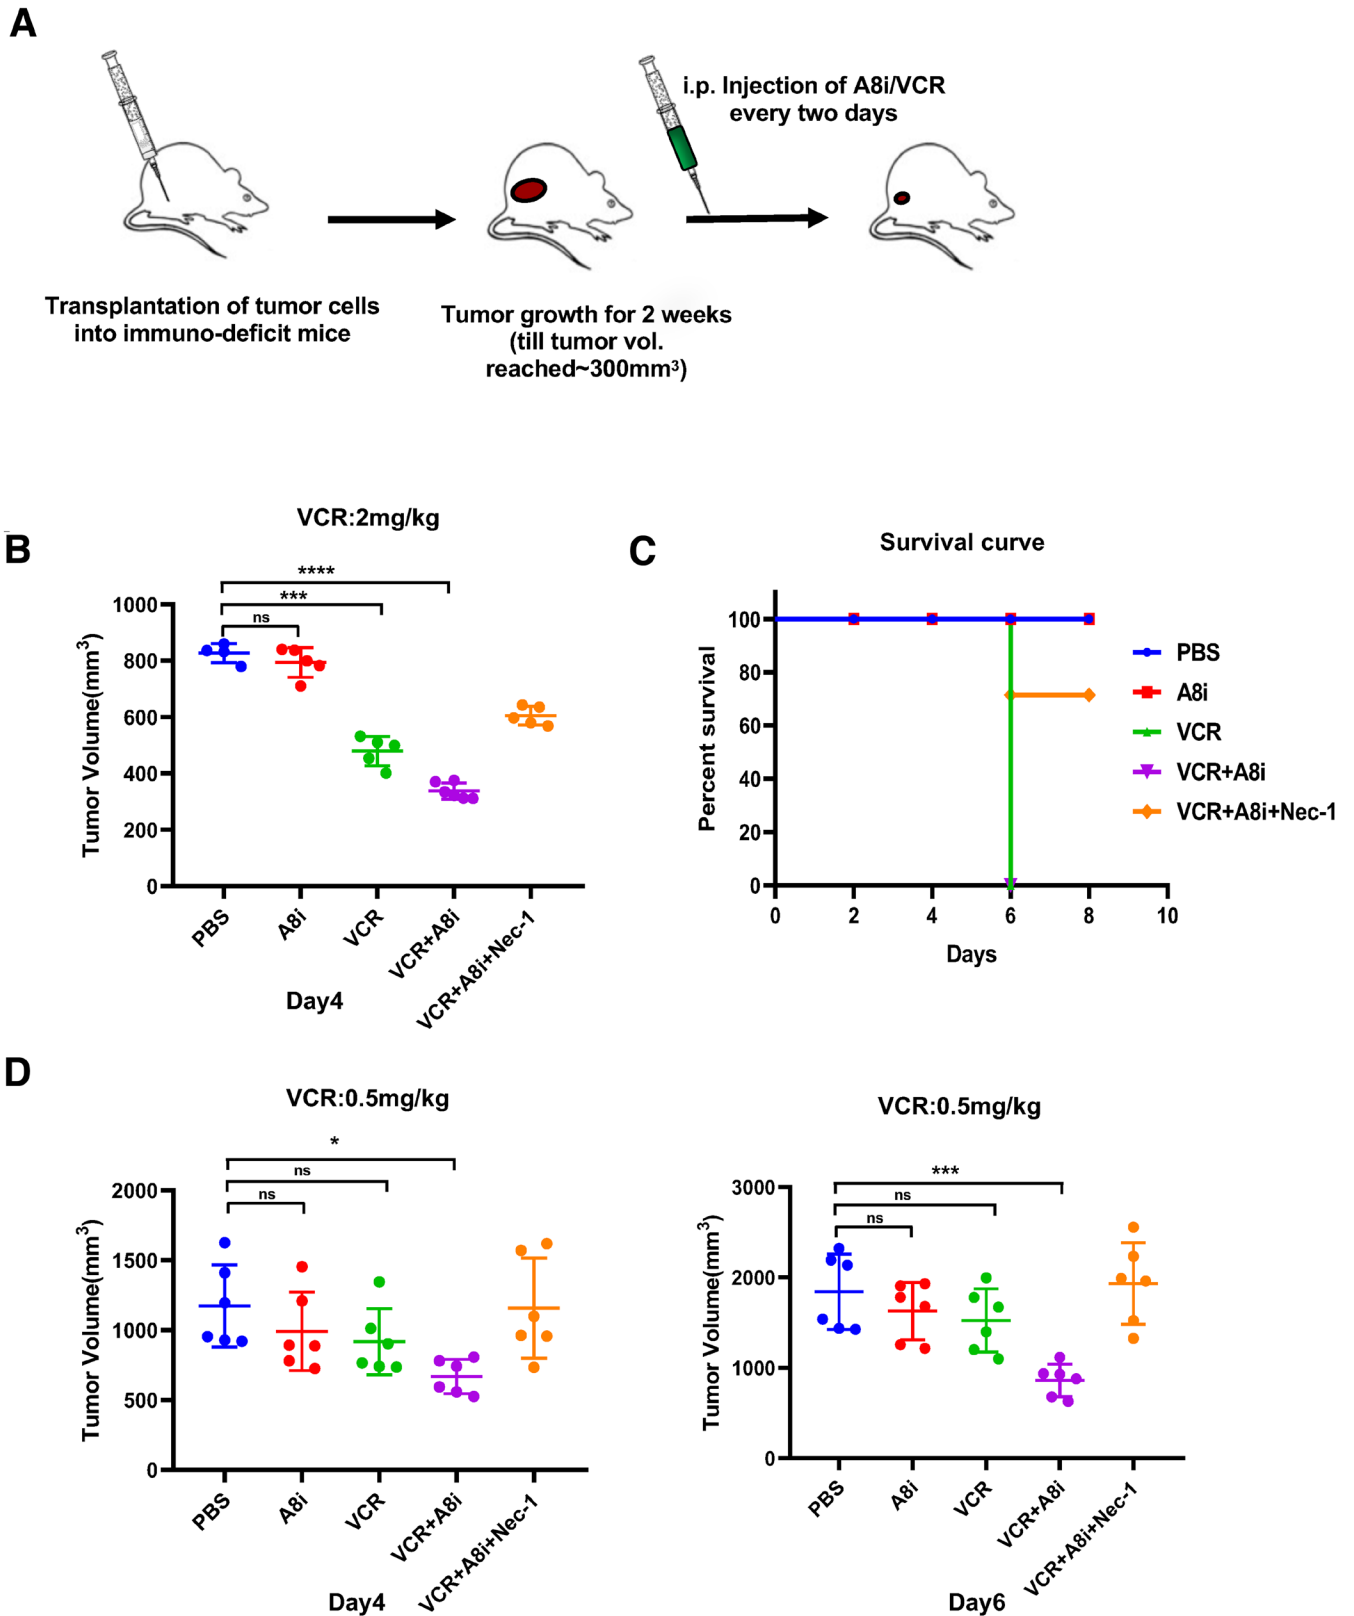 A
i.p. Injection of A8i/VCR
every two days
Transplantation of tumor cells
into immuno-deficit mice
Tumor growth for 2 weeks
(till tumor vol.
reached~300mm³)
B
VCR:2mg/kg
****
***
ns
Tumor Volume(mm³)
1000
800
600
400
200
0
PBS
A8i
VCR
VCR+A8i
VCR+A8i+Nec-1
Day4
C
Survival curve
Percent survival
100
80
60
40
20
0
0 2 4 6 8 10
Days
PBS
A8i
VCR
VCR+A8i
VCR+A8i+Nec-1
D
VCR:0.5mg/kg
*
ns
ns
Tumor Volume(mm³)
2000
1500
1000
500
0
PBS
A8i
VCR
VCR+A8i
VCR+A8i+Nec-1
Day4
VCR:0.5mg/kg
***
ns
ns
Tumor Volume(mm³)
3000
2000
1000
0
PBS
A8i
VCR
VCR+A8i
VCR+A8i+Nec-1
Day6